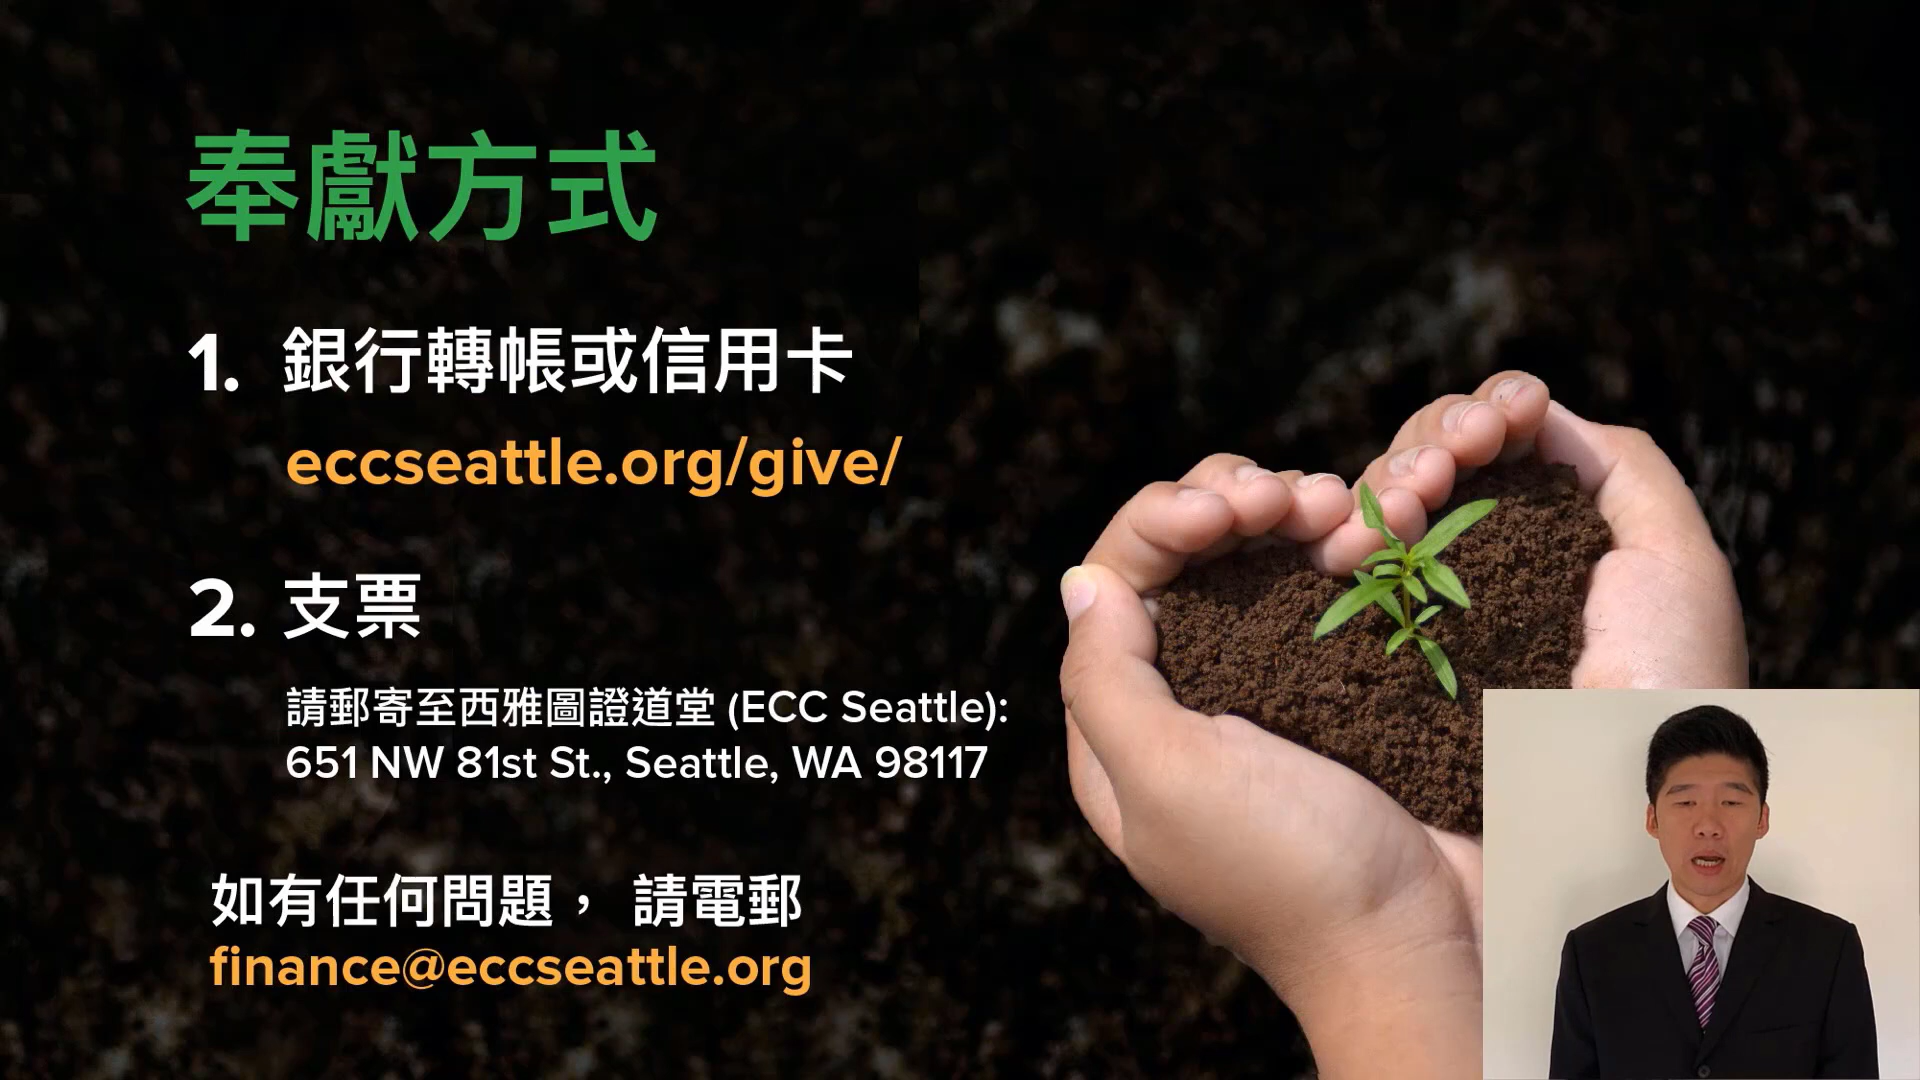 奉獻方式
1. 銀行轉帳或信用卡
eccseattle.org/give/
2. 支票
請郵寄至西雅圖證道堂 (ECC Seattle):
651 NW 81st St., Seattle, WA 98117
如有任何問題， 請電郵
finance@eccseattle.org